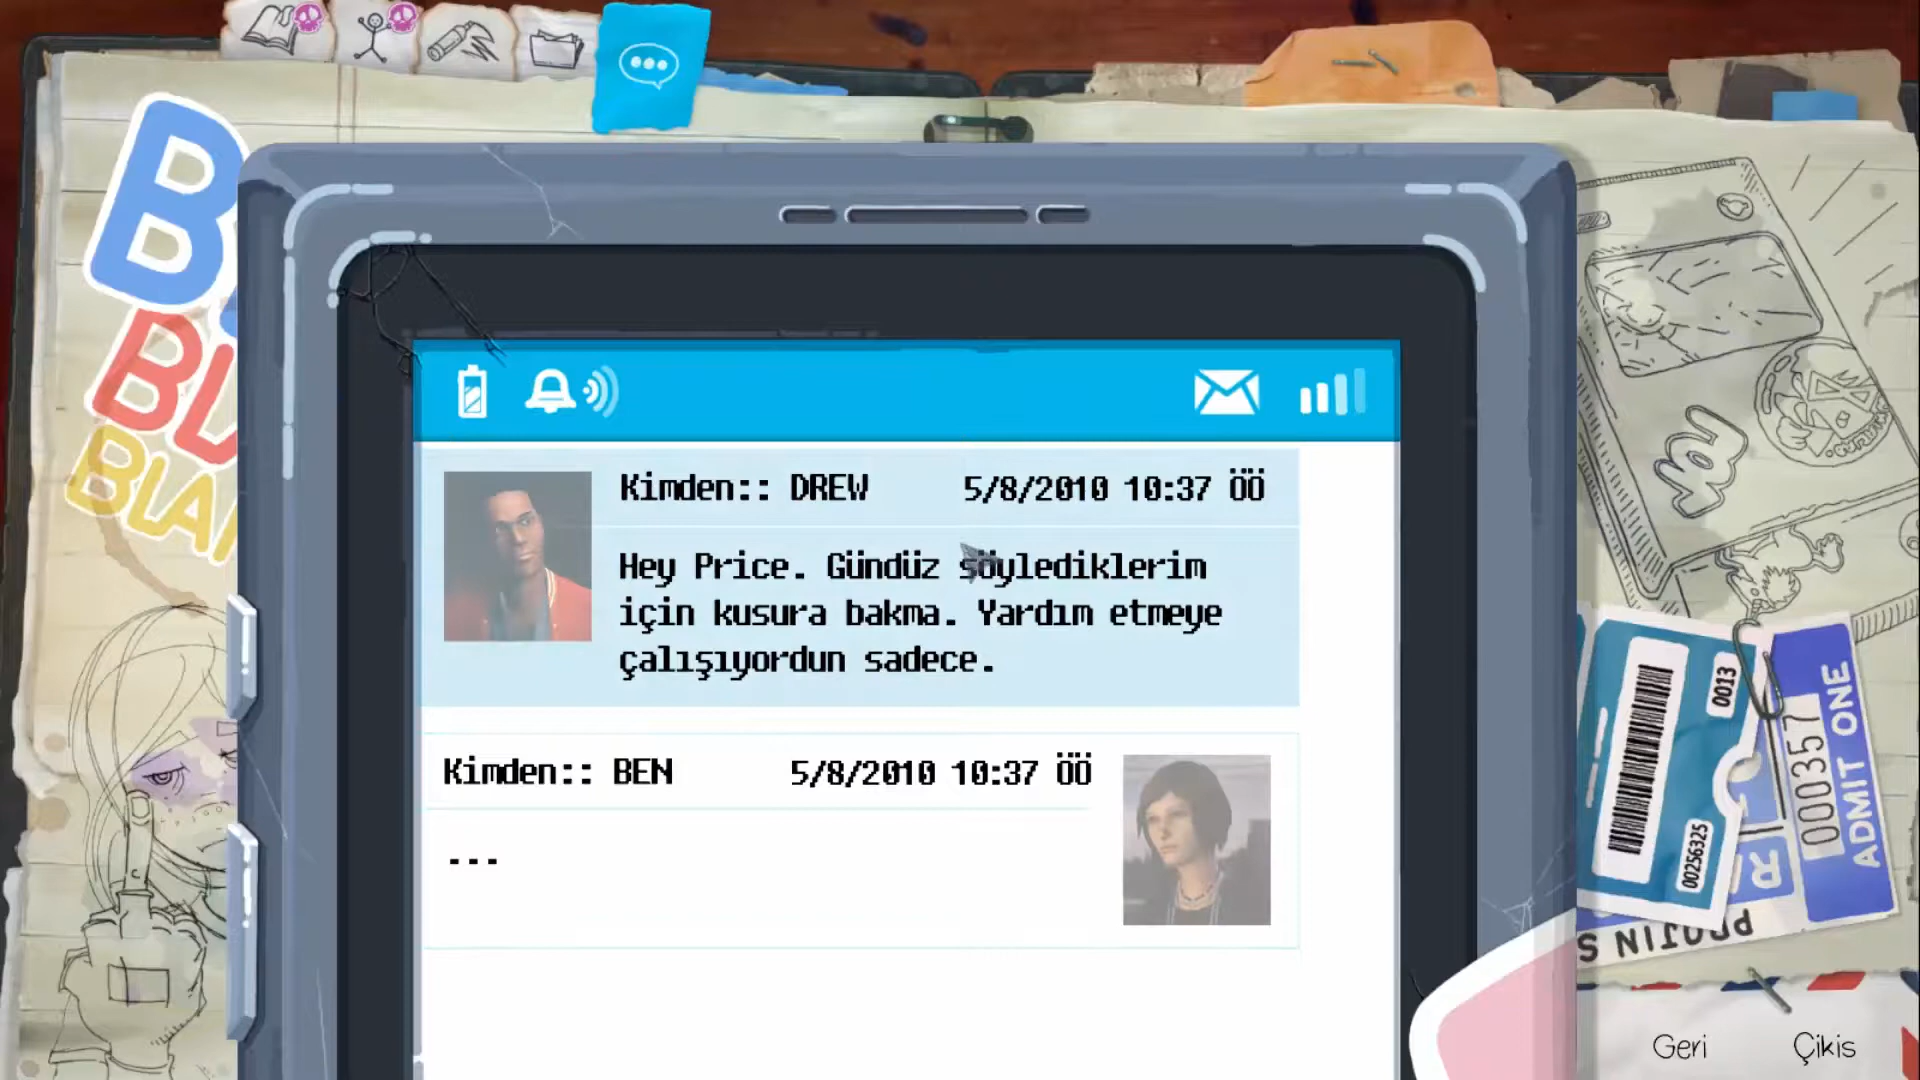 Kimden:: DREW 5/8/2010 10:37 ÖÖ
Hey Price. Gündüz söylediklerim
için kusura bakma. Yardım etmeye
çalışıyordun sadece.
Kimden:: BEN 5/8/2010 10:37 ÖÖ
---
BLA
0013
00256325
000357
ADMIT ONE
Geri
Çikis